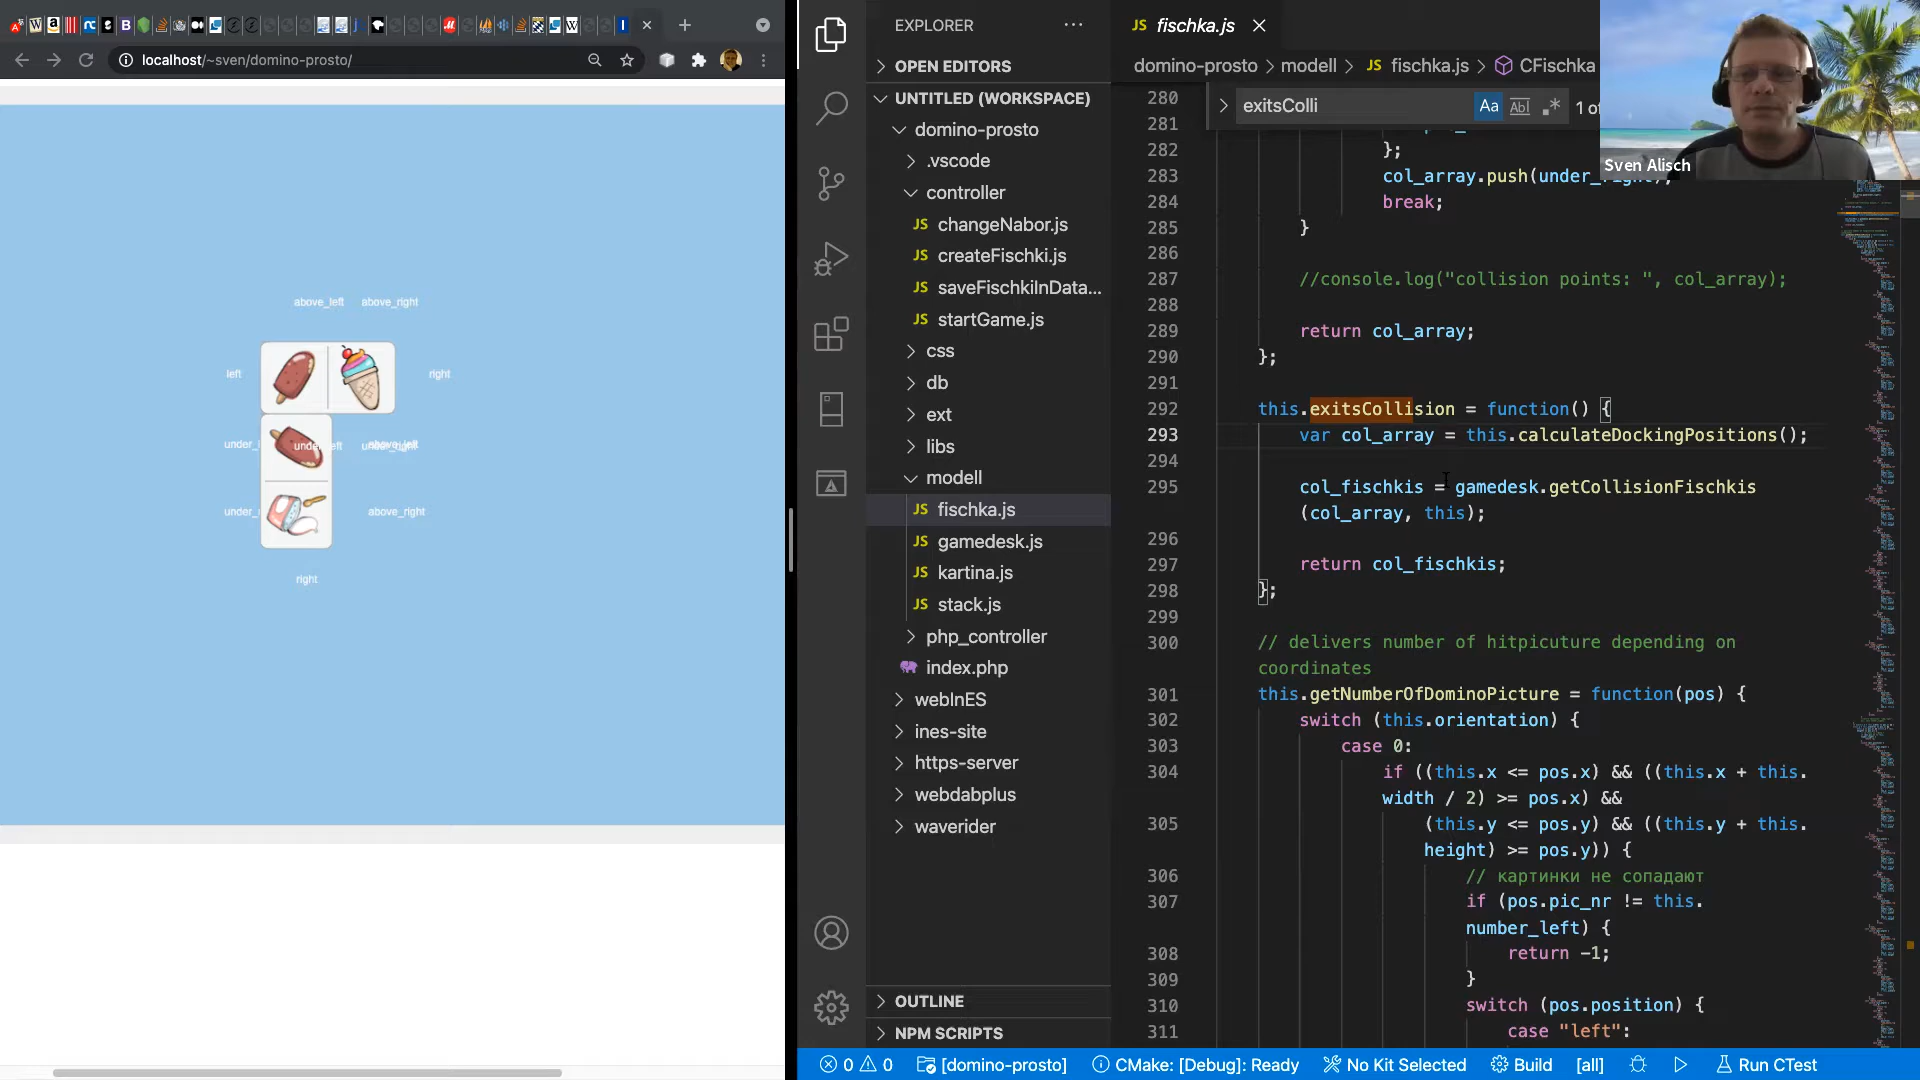 localhost/~sven/domino-prosto/
above_left above_right
left right
above_left
above_right
right
EXPLORER
OPEN EDITORS
UNTITLED (WORKSPACE)
domino-prosto
.vscode
controller
JS changeNabor.js
JS createFischki.js
JS saveFischkiInData...
JS startGame.js
css
db
ext
libs
modell
JS fischka.js
JS gamedesk.js
JS kartina.js
JS stack.js
php_controller
index.php
webInES
ines-site
https-server
webdabplus
waverider
OUTLINE
NPM SCRIPTS
JS fischka.js
domino-prosto > modell > JS fischka.js > CFischka
exitsColli Aa Abl .* 1 of
Sven Alisch
280
281
282 };
283 col_array.push(under_right);
284 break;
285 }
286
287 //console.log("collision points: ", col_array);
288
289 return col_array;
290 };
291
292 this.exitsCollision = function() {
293 var col_array = this.calculateDockingPositions();
294
295 col_fischkis = gamedesk.getCollisionFischkis
(col_array, this);
296
297 return col_fischkis;
298 };
299
300 // delivers number of hitpicuture depending on
coordinates
301 this.getNumberOfDominoPicture = function(pos) {
302 switch (this.orientation) {
303 case 0:
304 if ((this.x <= pos.x) && ((this.x + this.
width / 2) >= pos.x) &&
305 (this.y <= pos.y) && ((this.y + this.
height) >= pos.y)) {
306 // картинки не сопадают
307 if (pos.pic_nr != this.
number_left) {
308 return -1;
309 }
310 switch (pos.position) {
311 case "left":
0 0 [domino-prosto] CMake: [Debug]: Ready No Kit Selected Build [all] Run CTest